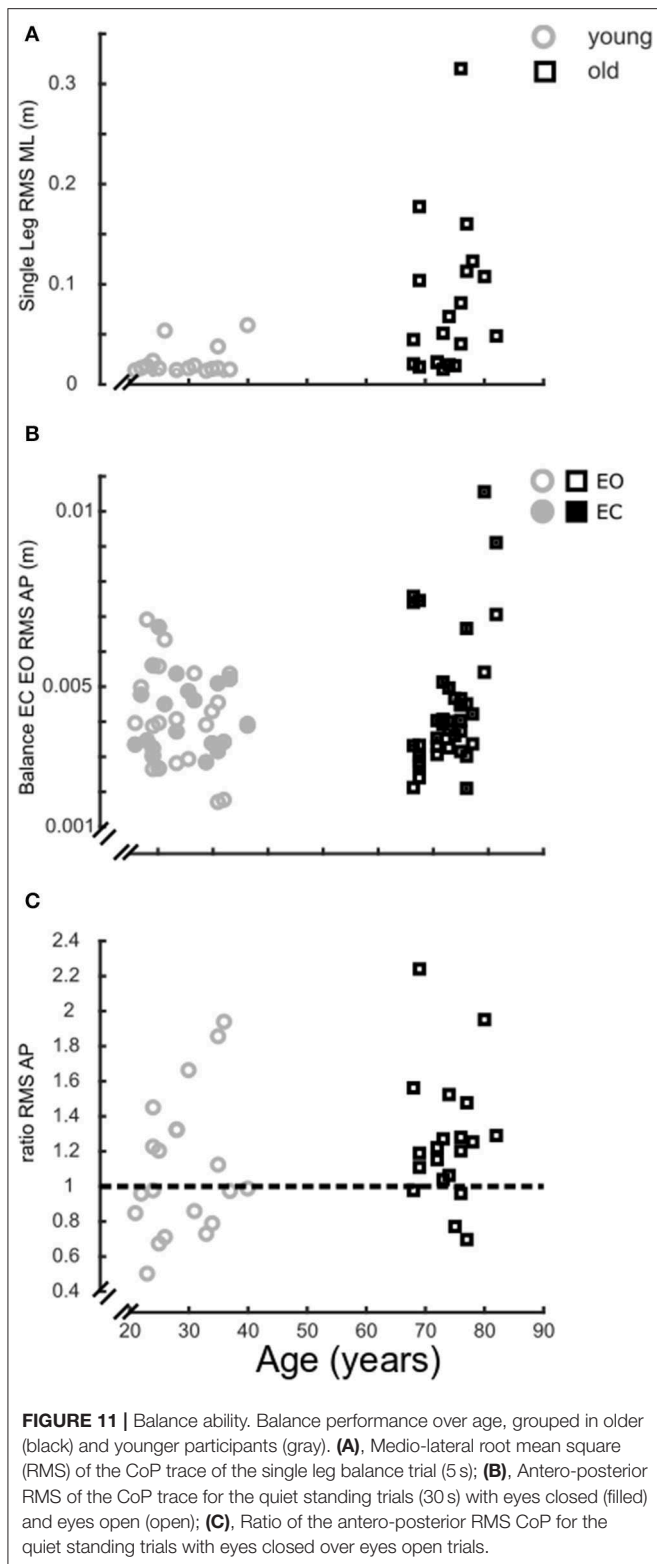 A
young
old
Single Leg RMS ML (m)
0.3
0.2
0.1
0
B
EO
EC
Balance EC EO RMS AP (m)
0.01
0.005
0.001
C
ratio RMS AP
2.4
2.2
2
1.8
1.6
1.4
1.2
1
0.8
0.6
0.4
20 30 40 50 60 70 80 90
Age (years)
FIGURE 11 | Balance ability. Balance performance over age, grouped in older
(black) and younger participants (gray). (A), Medio-lateral root mean square
(RMS) of the CoP trace of the single leg balance trial (5 s); (B), Antero-posterior
RMS of the CoP trace for the quiet standing trials (30 s) with eyes closed (filled)
and eyes open (open); (C), Ratio of the antero-posterior RMS CoP for the
quiet standing trials with eyes closed over eyes open trials.